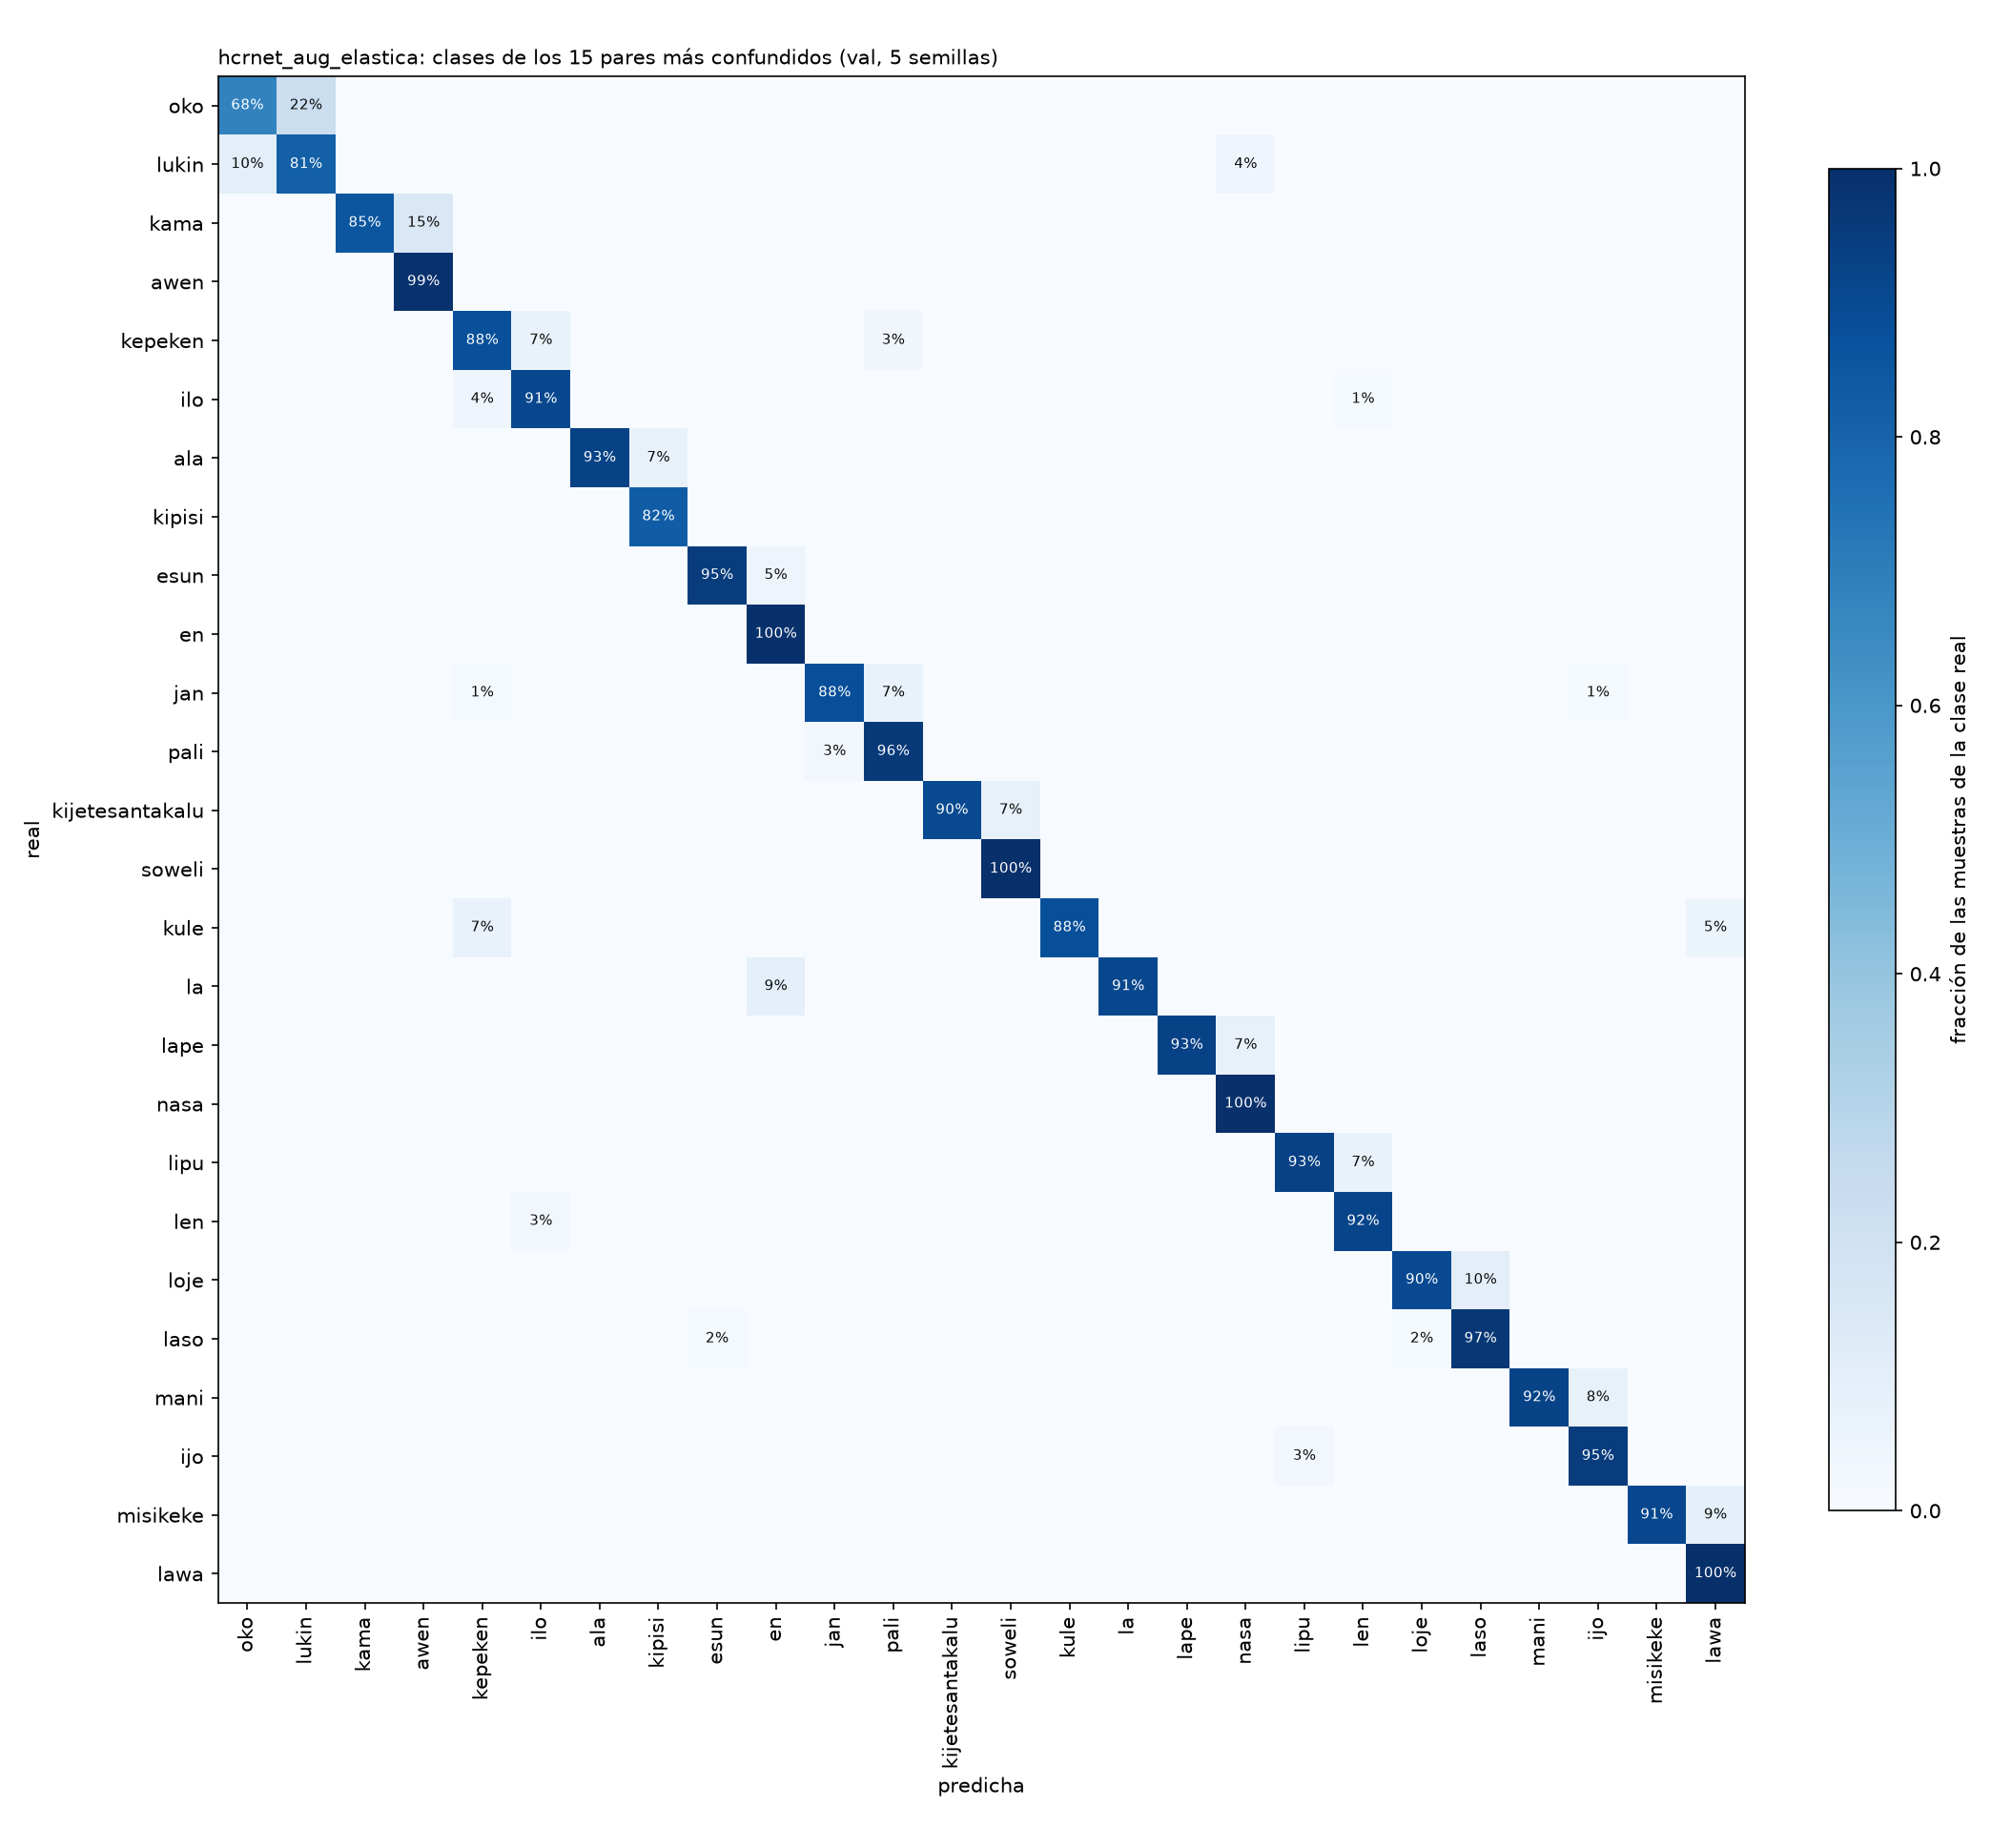 hcrnet_aug_elastica: clases de los 15 pares más confundidos (val, 5 semillas)
oko 68% 22%
lukin 10% 81% 4%
kama 85% 15%
awen 99%
kepeken 88% 7% 3%
ilo 4% 91% 1%
ala 93% 7%
kipisi 82%
esun 95% 5%
en 100%
jan 1% 88% 7% 1%
pali 3% 96%
kijetesantakalu 90% 7%
soweli 100%
kule 7% 88% 5%
la 9% 91%
lape 93% 7%
nasa 100%
lipu 93% 7%
len 3% 92%
loje 90% 10%
laso 2% 2% 97%
mani 92% 8%
ijo 3% 95%
misikeke 91% 9%
lawa 100%
real
oko lukin kama awen kepeken ilo ala kipisi esun en jan pali kijetesantakalu soweli kule la lape nasa lipu len loje laso mani ijo misikeke lawa
predicha
1.0
0.8
0.6
0.4
0.2
0.0
fracción de las muestras de la clase real